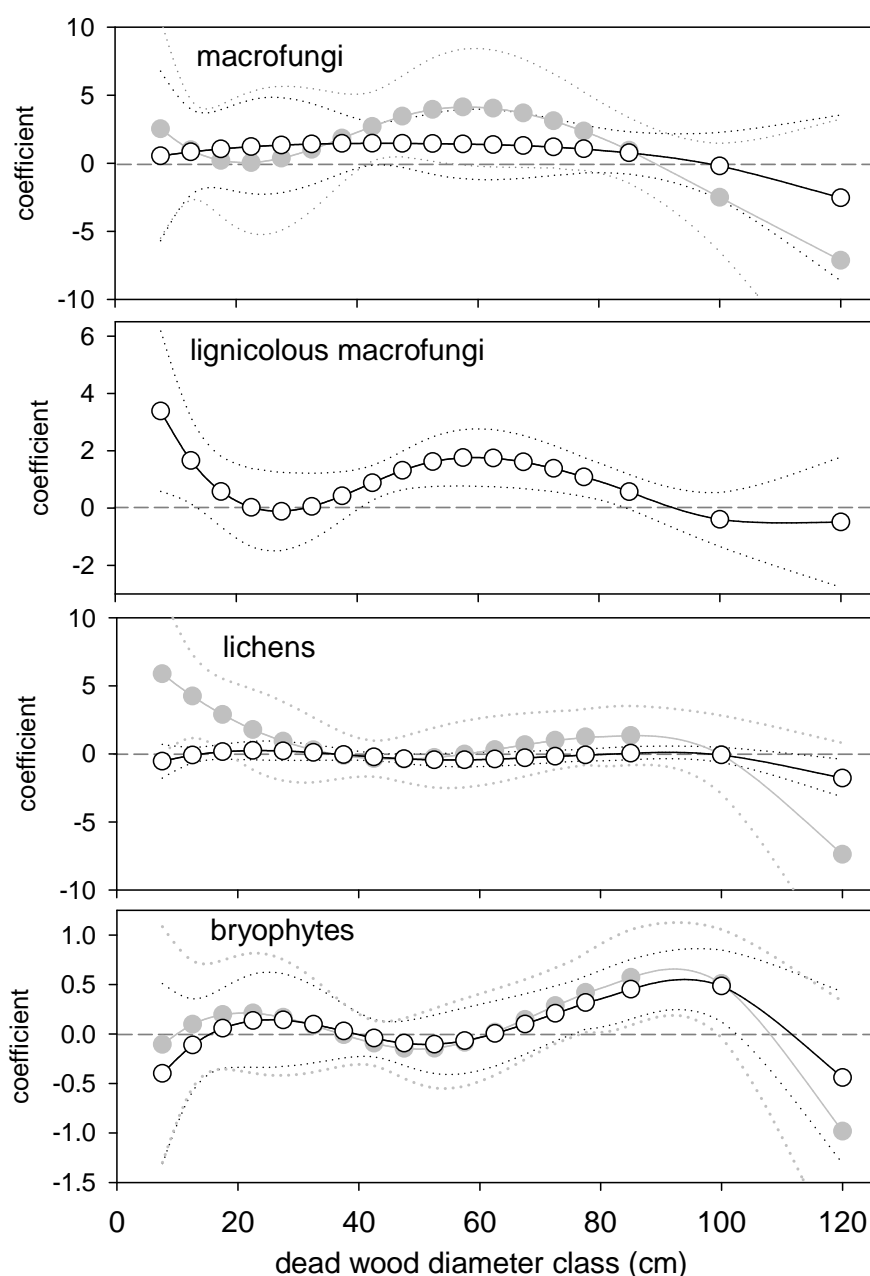 macrofungi
coefficient
10
5
0
-5
-10
lignicolous macrofungi
coefficient
6
4
2
0
-2
lichens
coefficient
10
5
0
-5
-10
bryophytes
coefficient
1.0
0.5
0.0
-0.5
-1.0
-1.5
0 20 40 60 80 100 120
dead wood diameter class (cm)